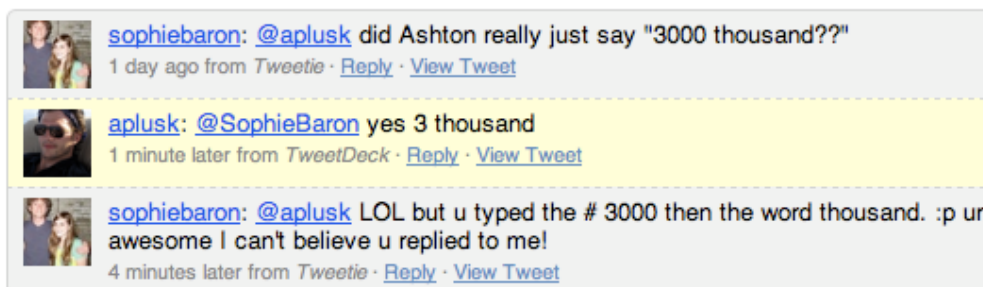 sophiebaron: @aplusk did Ashton really just say "3000 thousand??"
1 day ago from Tweetie · Reply · View Tweet
aplusk: @SophieBaron yes 3 thousand
1 minute later from TweetDeck · Reply · View Tweet
sophiebaron: @aplusk LOL but u typed the # 3000 then the word thousand. :p ur
awesome I can't believe u replied to me!
4 minutes later from Tweetie · Reply · View Tweet